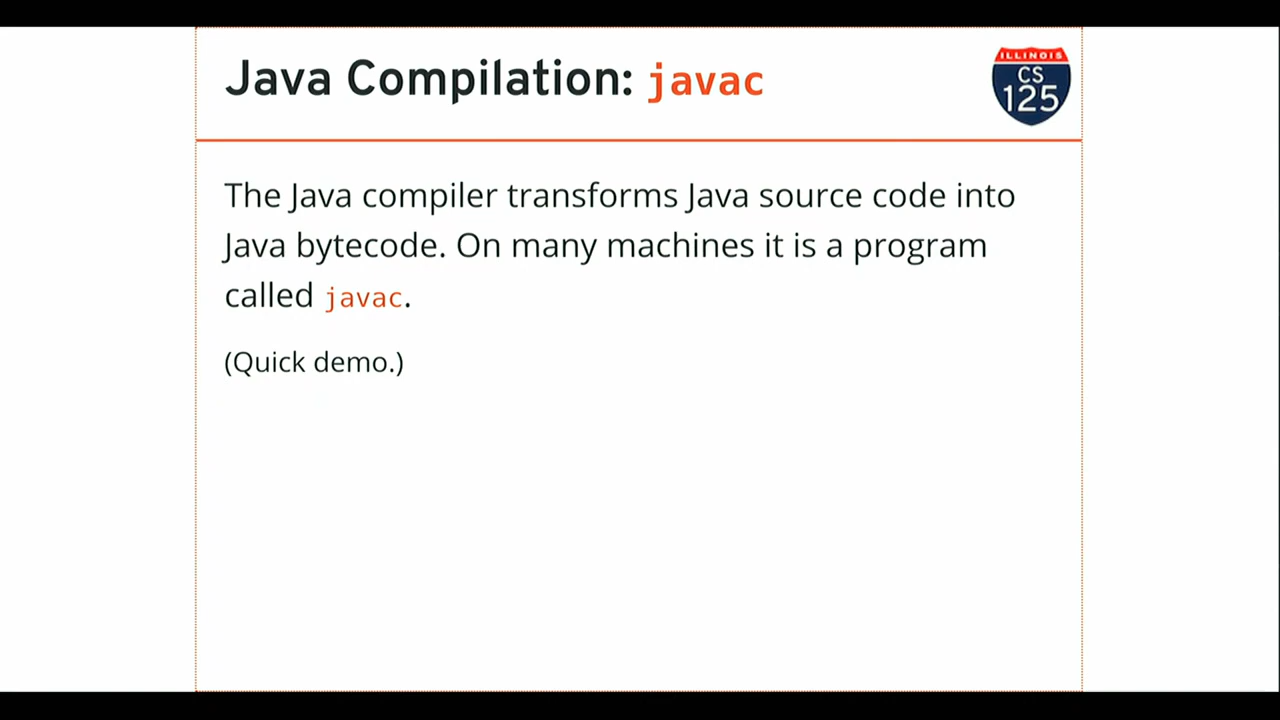 Java Compilation: javac
ILLINOIS
CS
125
The Java compiler transforms Java source code into
Java bytecode. On many machines it is a program
called javac.
(Quick demo.)